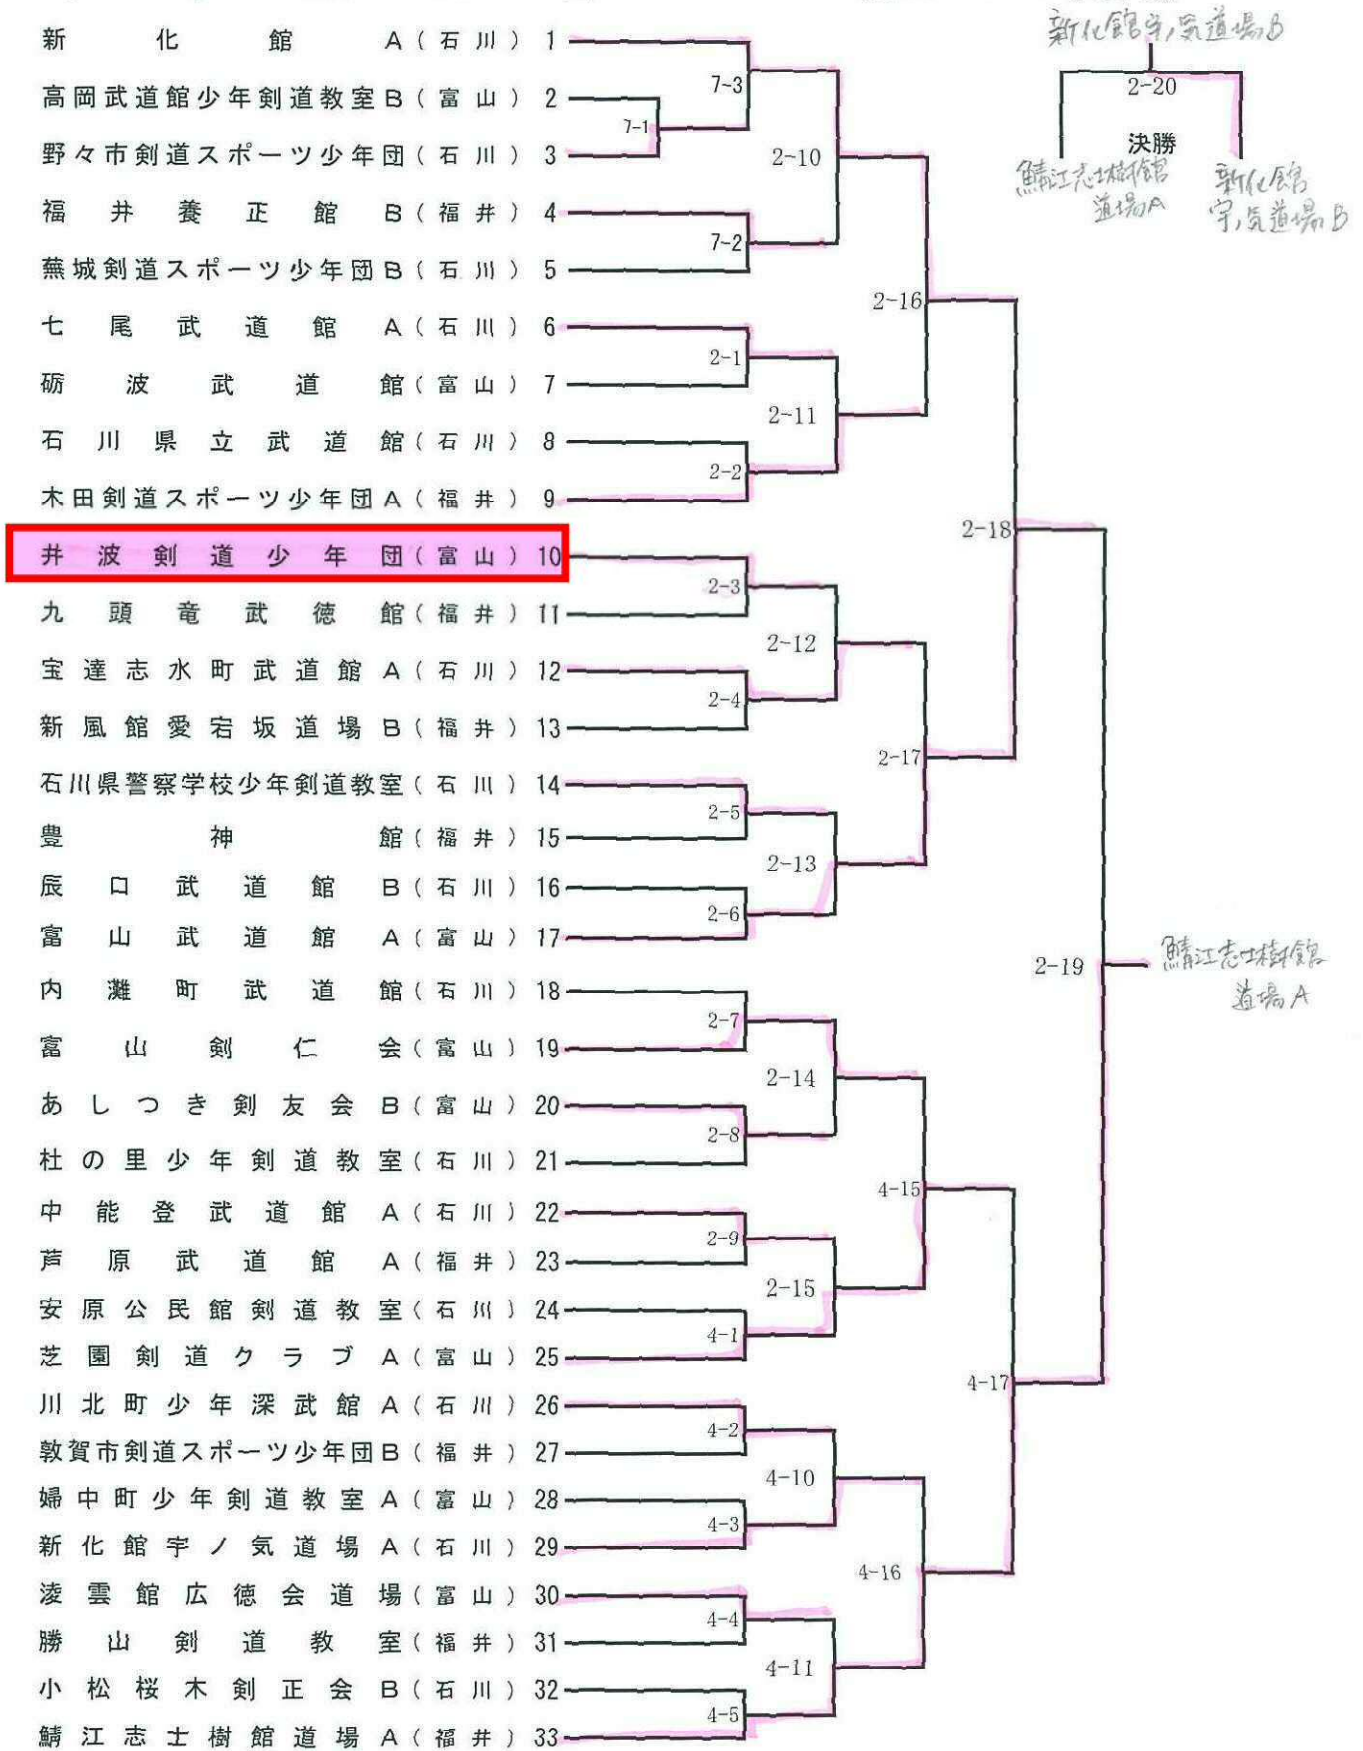 新化館A(石川) 1
高岡武道館少年剣道教室B(富山) 2
野々市剣道スポーツ少年団(石川) 3
福井養正館B(福井) 4
蕪城剣道スポーツ少年団B(石川) 5
七尾武道館A(石川) 6
砺波武道館(富山) 7
石川県立武道館(石川) 8
木田剣道スポーツ少年団A(福井) 9
井波剣道少年団(富山) 10
九頭竜武徳館(福井) 11
宝達志水町武道館A(石川) 12
新風館愛宕坂道場B(福井) 13
石川県警察学校少年剣道教室(石川) 14
豊神館(福井) 15
辰口武道館B(石川) 16
富山武道館A(富山) 17
内灘町武道館(石川) 18
富山剣仁会(富山) 19
あしつき剣友会B(富山) 20
杜の里少年剣道教室(石川) 21
中能登武道館A(石川) 22
芦原武道館A(福井) 23
安原公民館剣道教室(石川) 24
芝園剣道クラブA(富山) 25
川北町少年深武館A(石川) 26
敦賀市剣道スポーツ少年団B(福井) 27
婦中町少年剣道教室A(富山) 28
新化館宇ノ気道場A(石川) 29
淩雲館広徳会道場(富山) 30
勝山剣道教室(福井) 31
小松桜木剣正会B(石川) 32
鯖江志士樹館道場A(福井) 33
7-1
7-3
7-2
2-1
2-2
2-3
2-4
2-5
2-6
2-7
2-8
2-9
4-1
4-2
4-3
4-4
4-5
2-10
2-11
2-12
2-13
2-14
2-15
4-10
4-11
2-16
2-17
4-15
4-16
2-18
4-17
2-19
鯖江志士樹館
道場A
新化館宇ノ気道場B
2-20
決勝
鯖江志士樹館
道場A
新化館
宇ノ気道場B